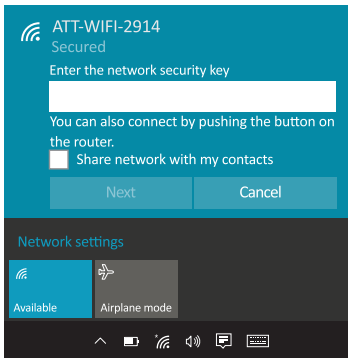 ATT-WIFI-2914
Secured
Enter the network security key
You can also connect by pushing the button on
the router.
Share network with my contacts
Next
Cancel
Network settings
Available
Airplane mode